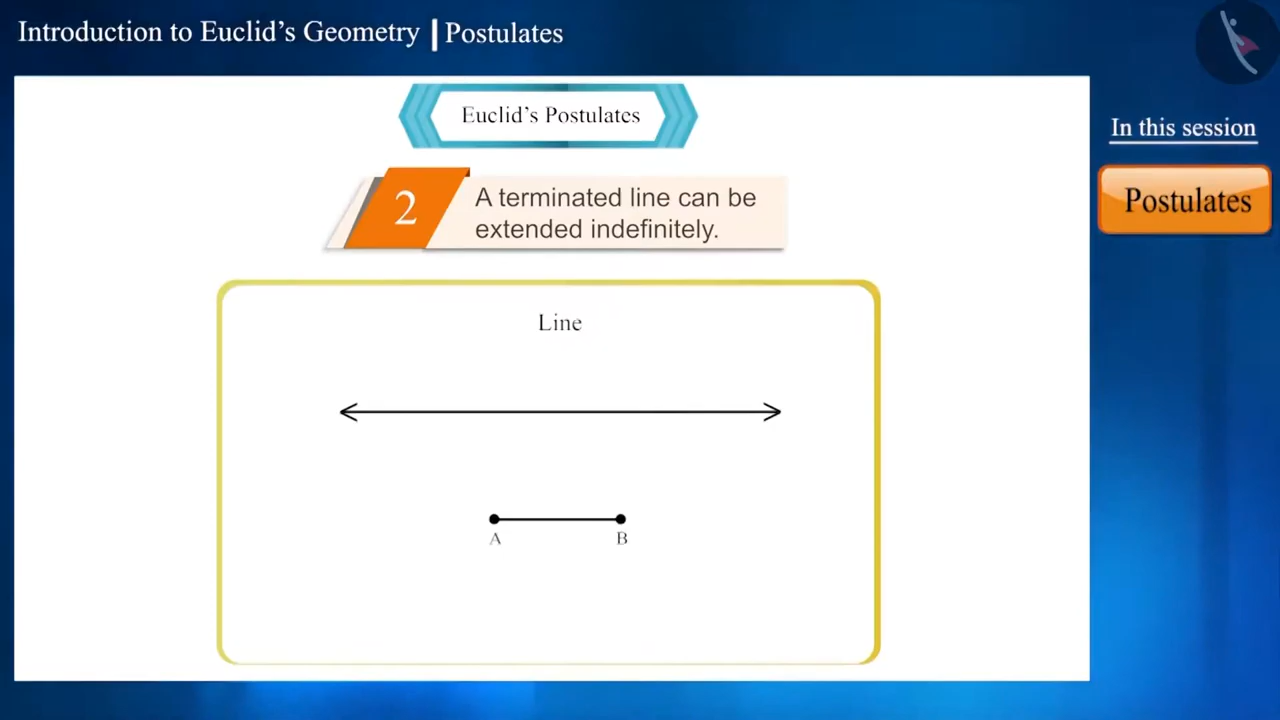 Introduction to Euclid's Geometry | Postulates
Euclid's Postulates
In this session
2
A terminated line can be
extended indefinitely.
Postulates
Line
A B